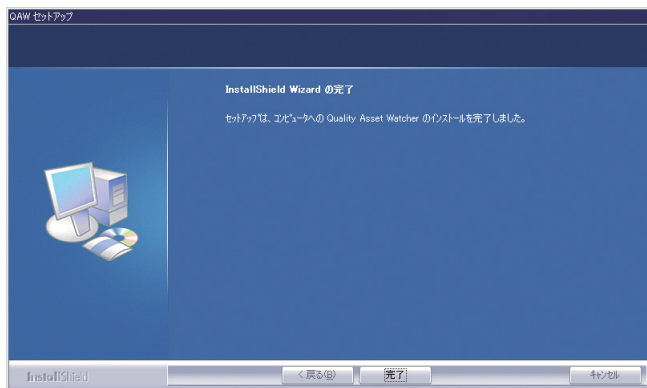 QAW セットアップ
InstallShield Wizard の完了
セットアップは、コンピュータへの Quality Asset Watcher のインストールを完了しました。
InstallShield
< 戻る(B)
完了
キャンセル